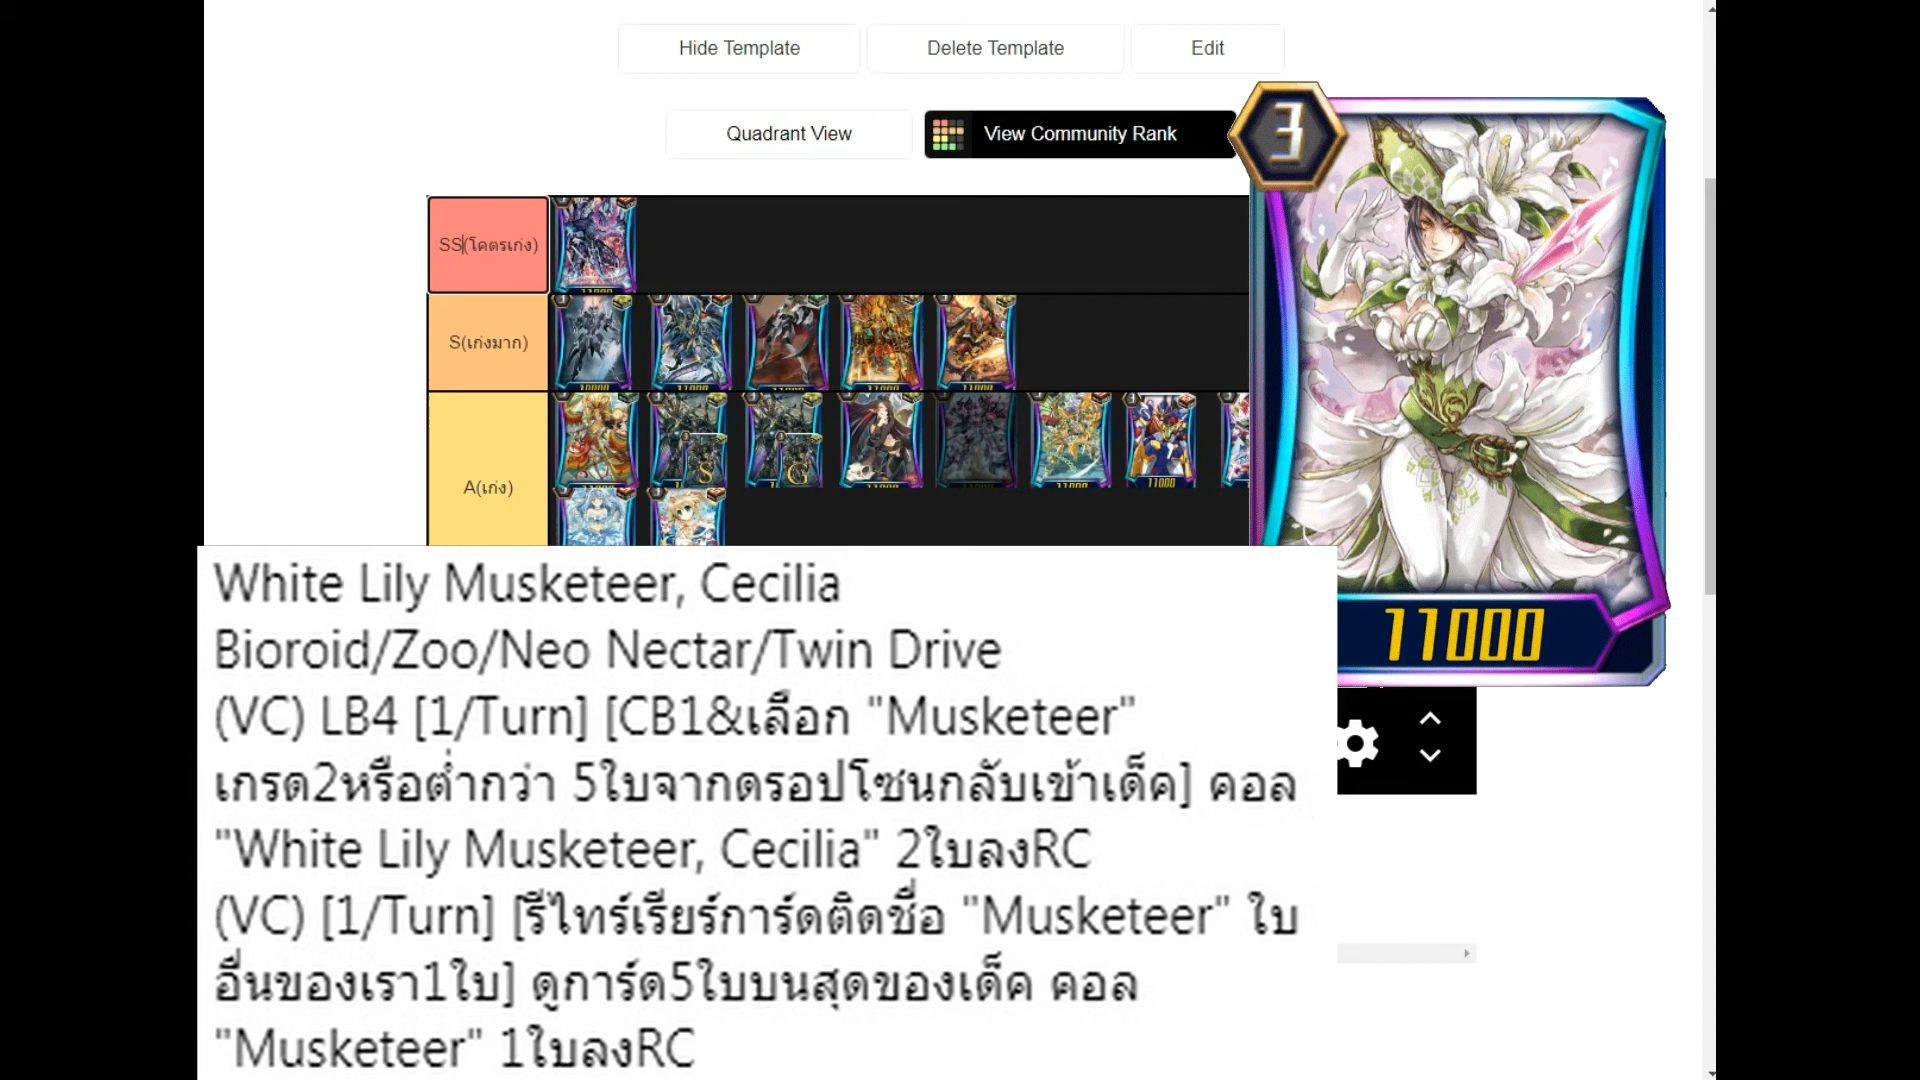 Hide Template
Delete Template
Edit
Quadrant View
View Community Rank
3
SS(โคตรเก่ง)
S(เก่งมาก)
10000
11000
11000
11000
11000
A(เก่ง)
S
G
11000
11000
11000
White Lily Musketeer, Cecilia
Bioroid/Zoo/Neo Nectar/Twin Drive
(VC) LB4 [1/Turn] [CB1&เลือก "Musketeer"
เกรด2หรือต่ำกว่า 5ใบจากดรอปโซนกลับเข้าเด็ค] คอล
"White Lily Musketeer, Cecilia" 2ใบลงRC
(VC) [1/Turn] [รีไทร์เรียร์การ์ดติดชื่อ "Musketeer" ใบ
อื่นของเรา1ใบ] ดูการ์ด5ใบบนสุดของเด็ค คอล
"Musketeer" 1ใบลงRC
11000